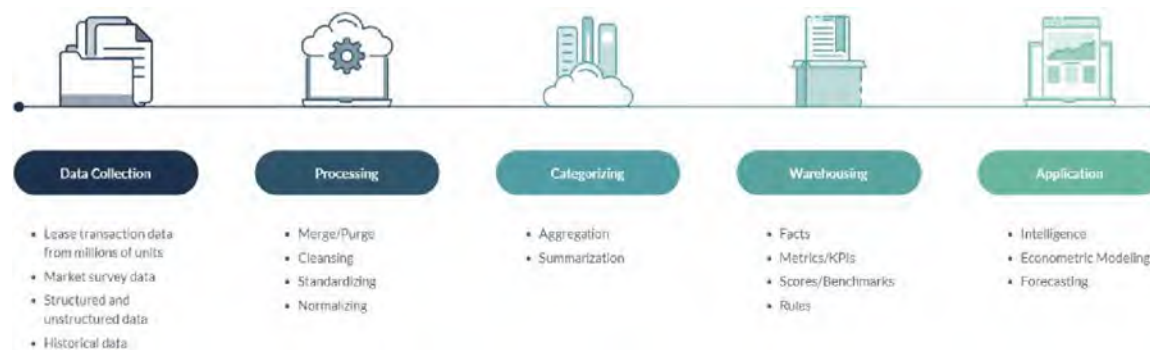 Data Collection
Processing
Categorizing
Warehousing
Application
• Lease transaction data
from millions of units
• Market survey data
• Structured and
unstructured data
• Historical data
• Merge/Purge
• Cleansing
• Standardizing
• Normalizing
• Aggregation
• Summarization
• Facts
• Metrics/KPIs
• Scores/Benchmarks
• Rules
• Intelligence
• Econometric Modeling
• Forecasting